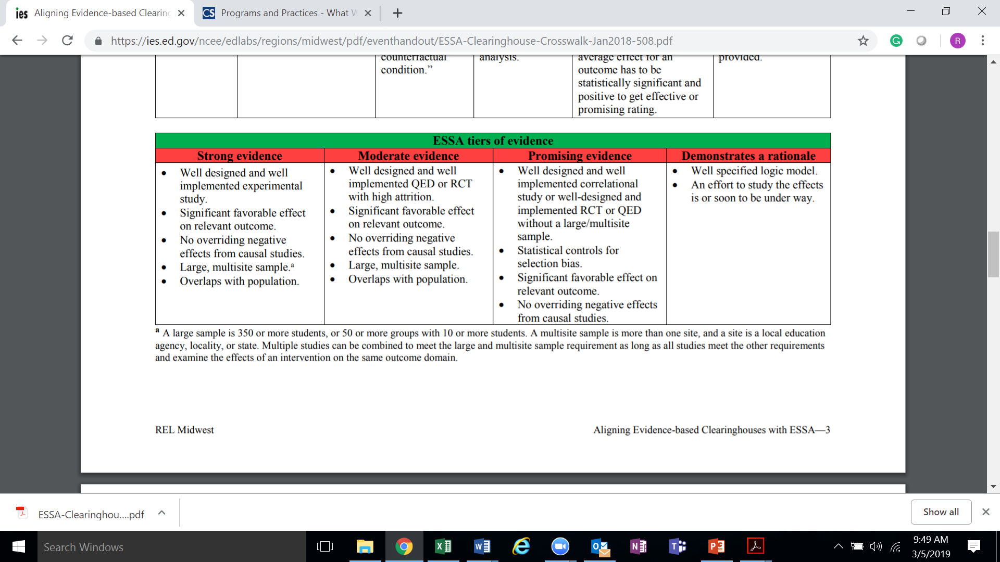 Aligning Evidence-based Clearing
Programs and Practices - What W
https://ies.ed.gov/ncee/edlabs/regions/midwest/pdf/eventhandout/ESSA-Clearinghouse-Crosswalk-Jan2018-508.pdf
R
counterfactual
condition.”
analysis.
average effect for an
outcome has to be
statistically significant and
positive to get effective or
promising rating.
provided.
ESSA tiers of evidence
Strong evidence
Moderate evidence
Promising evidence
Demonstrates a rationale
• Well designed and well
implemented experimental
study.
• Significant favorable effect
on relevant outcome.
• No overriding negative
effects from causal studies.
• Large, multisite sample.ᵃ
• Overlaps with population.
• Well designed and well
implemented QED or RCT
with high attrition.
• Significant favorable effect
on relevant outcome.
• No overriding negative
effects from causal studies.
• Large, multisite sample.
• Overlaps with population.
• Well designed and well
implemented correlational
study or well-designed and
implemented RCT or QED
without a large/multisite
sample.
• Statistical controls for
selection bias.
• Significant favorable effect on
relevant outcome.
• No overriding negative effects
from causal studies.
• Well specified logic model.
• An effort to study the effects
is or soon to be under way.
ᵃ A large sample is 350 or more students, or 50 or more groups with 10 or more students. A multisite sample is more than one site, and a site is a local education
agency, locality, or state. Multiple studies can be combined to meet the large and multisite sample requirement as long as all studies meet the other requirements
and examine the effects of an intervention on the same outcome domain.
REL Midwest
Aligning Evidence-based Clearinghouses with ESSA—3
ESSA-Clearinghou....pdf
Show all
Search Windows
9:49 AM
3/5/2019